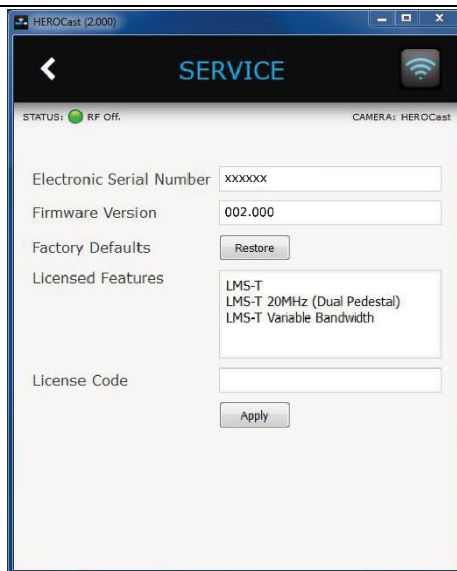 HEROCast (2.000)
SERVICE
STATUS: RF Off. CAMERA: HEROCast
Electronic Serial Number xxxxxx
Firmware Version 002.000
Factory Defaults Restore
Licensed Features
LMS-T
LMS-T 20MHz (Dual Pedestal)
LMS-T Variable Bandwidth
License Code
Apply